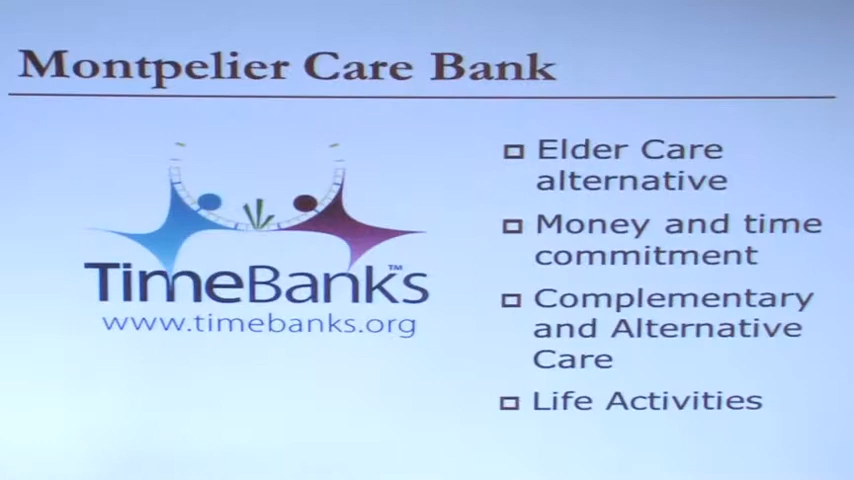 Montpelier Care Bank
TimeBanks™
www.timebanks.org
Elder Care
alternative
Money and time
commitment
Complementary
and Alternative
Care
Life Activities